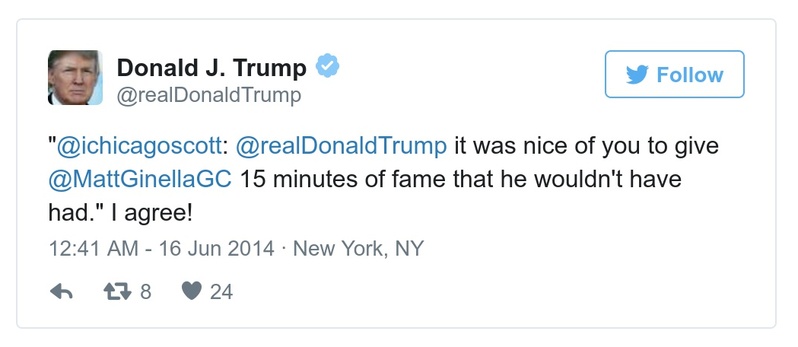 Donald J. Trump
@realDonaldTrump
Follow
"@ichicagoscott: @realDonaldTrump it was nice of you to give
@MattGinellaGC 15 minutes of fame that he wouldn't have
had." I agree!
12:41 AM - 16 Jun 2014 · New York, NY
8
24